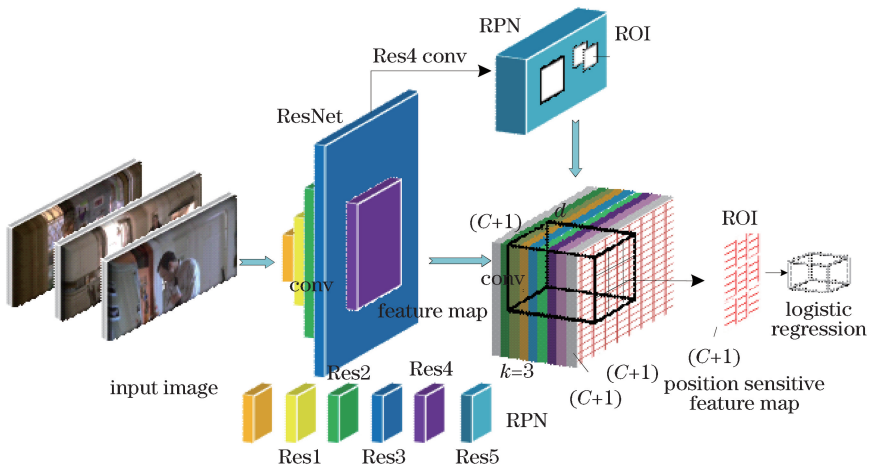 RPN
ROI
Res4 conv
ResNet
(C+1)
d
ROI
conv
conv
feature map
logistic
regression
k=3
(C+1)
(C+1)
(C+1)
position sensitive
feature map
input image
Res2
Res4
RPN
Res1
Res3
Res5